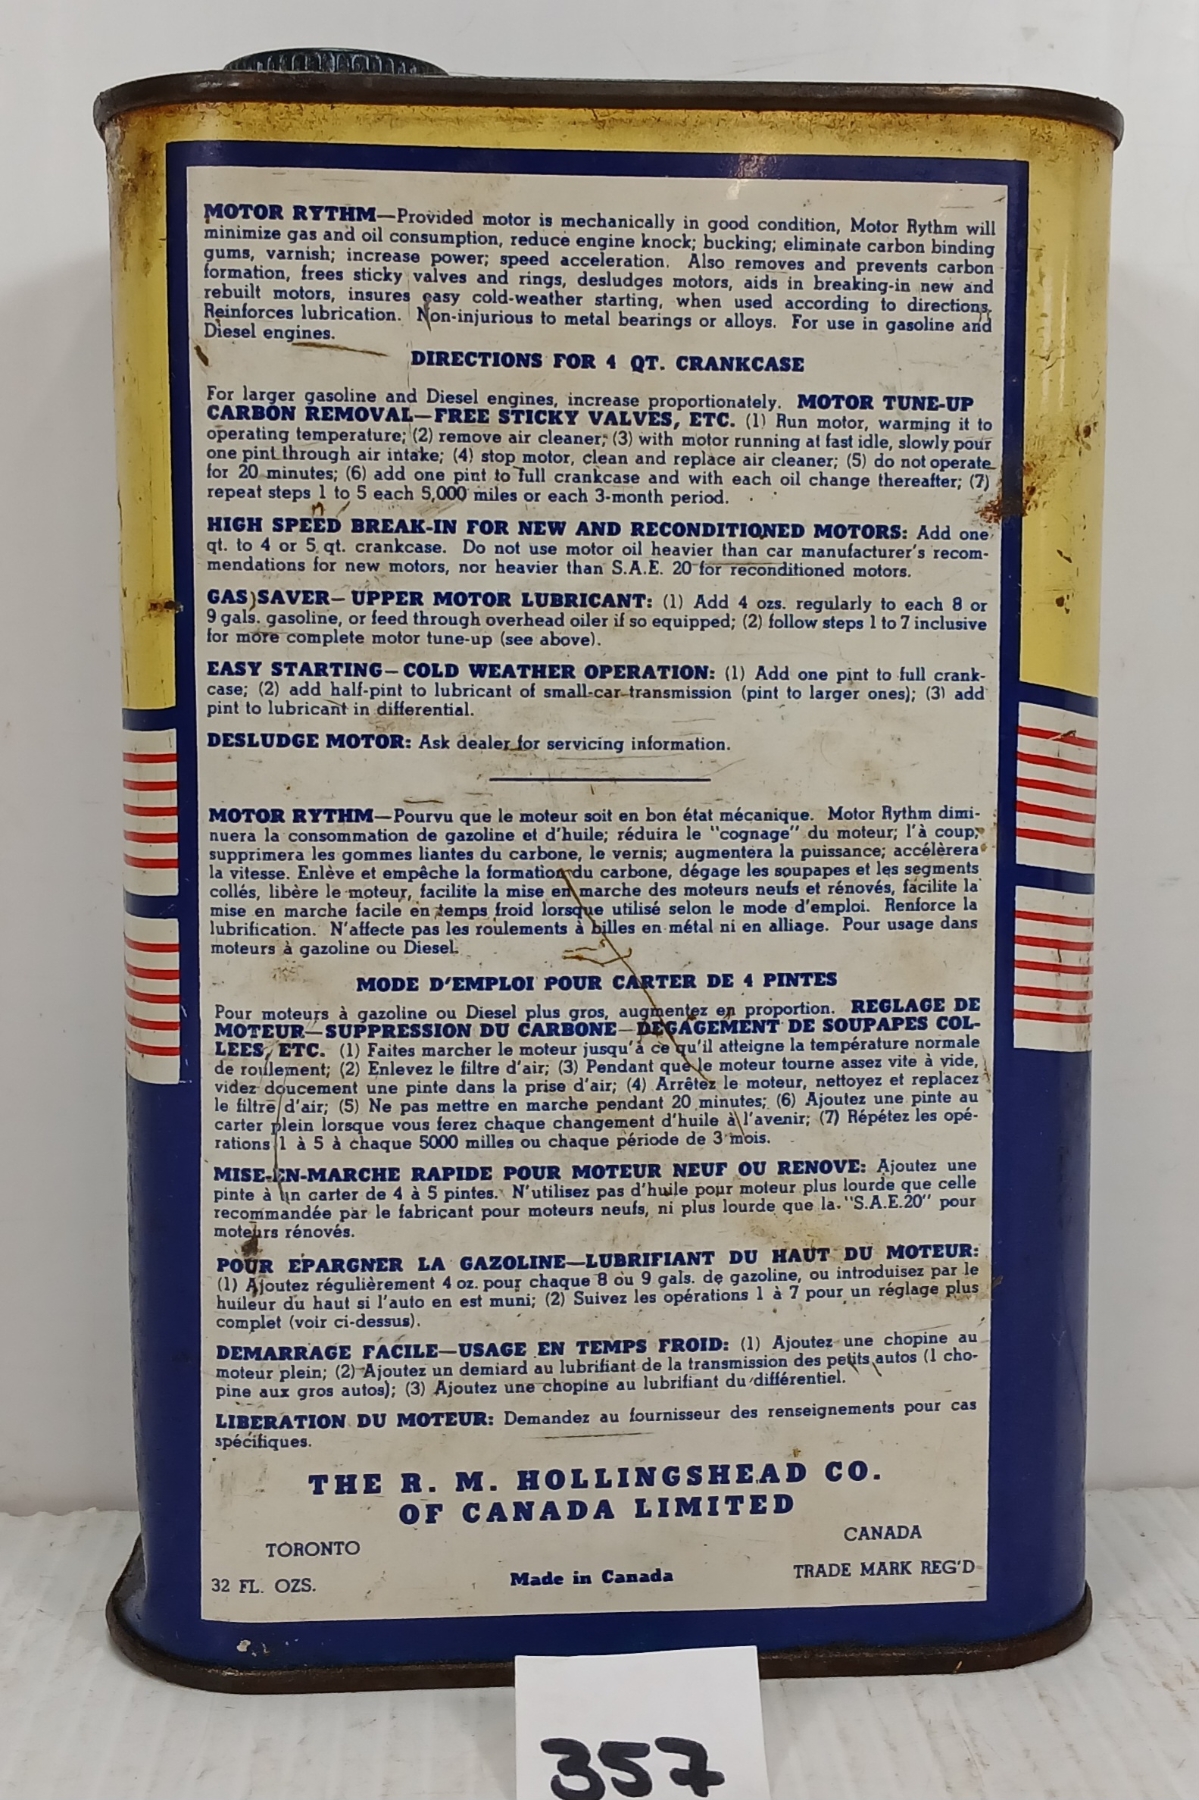 MOTOR RYTHM—Provided motor is mechanically in good condition, Motor Rythm will
minimize gas and oil consumption, reduce engine knock; bucking; eliminate carbon binding
gums, varnish; increase power; speed acceleration. Also removes and prevents carbon
formation, frees sticky valves and rings, desludges motors, aids in breaking-in new and
rebuilt motors, insures easy cold-weather starting, when used according to directions.
Reinforces lubrication. Non-injurious to metal bearings or alloys. For use in gasoline and
Diesel engines.
DIRECTIONS FOR 4 QT. CRANKCASE
For larger gasoline and Diesel engines, increase proportionately. MOTOR TUNE-UP
CARBON REMOVAL—FREE STICKY VALVES, ETC. (1) Run motor, warming it to
operating temperature; (2) remove air cleaner; (3) with motor running at fast idle, slowly pour
one pint through air intake; (4) stop motor, clean and replace air cleaner; (5) do not operate
for 20 minutes; (6) add one pint to full crankcase and with each oil change thereafter; (7)
repeat steps 1 to 5 each 5,000 miles or each 3-month period.
HIGH SPEED BREAK-IN FOR NEW AND RECONDITIONED MOTORS: Add one
qt. to 4 or 5 qt. crankcase. Do not use motor oil heavier than car manufacturer's recom-
mendations for new motors, nor heavier than S.A.E. 20 for reconditioned motors.
GAS SAVER—UPPER MOTOR LUBRICANT: (1) Add 4 ozs. regularly to each 8 or
9 gals. gasoline, or feed through overhead oiler if so equipped; (2) follow steps 1 to 7 inclusive
for more complete motor tune-up (see above).
EASY STARTING—COLD WEATHER OPERATION: (1) Add one pint to full crank-
case; (2) add half-pint to lubricant of small-car transmission (pint to larger ones); (3) add
pint to lubricant in differential.
DESLUDGE MOTOR: Ask dealer for servicing information.
MOTOR RYTHM—Pourvu que le moteur soit en bon état mécanique. Motor Rythm dimi-
nuera la consommation de gazoline et d'huile; réduira le "cognage" du moteur; l'à coup;
supprimera les gommes liantes du carbone, le vernis; augmentera la puissance; accélèrera
la vitesse. Enlève et empêche la formation du carbone, dégage les soupapes et les segments
collés, libère le moteur, facilite la mise en marche des moteurs neufs et rénovés, facilite la
mise en marche facile en temps froid lorsque utilisé selon le mode d'emploi. Renforce la
lubrification. N'affecte pas les roulements à billes en métal ni en alliage. Pour usage dans
moteurs à gazoline ou Diesel.
MODE D'EMPLOI POUR CARTER DE 4 PINTES
Pour moteurs à gazoline ou Diesel plus gros, augmentez en proportion. REGLAGE DE
MOTEUR—SUPPRESSION DU CARBONE—DEGAGEMENT DE SOUPAPES COL-
LEES, ETC. (1) Faites marcher le moteur jusqu'à ce qu'il atteigne la température normale
de roulement; (2) Enlevez le filtre d'air; (3) Pendant que le moteur tourne assez vite à vide,
videz doucement une pinte dans la prise d'air; (4) Arrêtez le moteur, nettoyez et replacez
le filtre d'air; (5) Ne pas mettre en marche pendant 20 minutes; (6) Ajoutez une pinte au
carter plein lorsque vous ferez chaque changement d'huile à l'avenir; (7) Répétez les opé-
rations 1 à 5 à chaque 5000 milles ou chaque période de 3 mois.
MISE-EN-MARCHE RAPIDE POUR MOTEUR NEUF OU RENOVE: Ajoutez une
pinte à un carter de 4 à 5 pintes. N'utilisez pas d'huile pour moteur plus lourde que celle
recommandée par le fabricant pour moteurs neufs, ni plus lourde que la "S.A.E.20" pour
moteurs rénovés.
POUR EPARGNER LA GAZOLINE—LUBRIFIANT DU HAUT DU MOTEUR:
(1) Ajoutez régulièrement 4 oz. pour chaque 8 ou 9 gals. de gazoline, ou introduisez par le
huileur du haut si l'auto en est muni; (2) Suivez les opérations 1 à 7 pour un réglage plus
complet (voir ci-dessus).
DEMARRAGE FACILE—USAGE EN TEMPS FROID: (1) Ajoutez une chopine au
moteur plein; (2) Ajoutez un demiard au lubrifiant de la transmission des petits autos (1 cho-
pine aux gros autos); (3) Ajoutez une chopine au lubrifiant du différentiel.
LIBERATION DU MOTEUR: Demandez au fournisseur des renseignements pour cas
spécifiques.
THE R. M. HOLLINGSHEAD CO.
OF CANADA LIMITED
TORONTO CANADA
32 FL. OZS. Made in Canada TRADE MARK REG'D
357